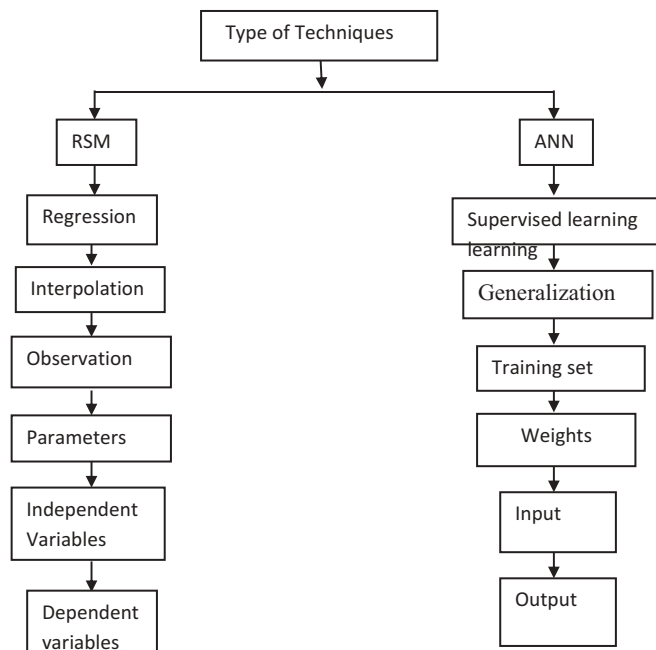 Type of Techniques
RSM
ANN
Regression
Supervised learning
learning
Interpolation
Generalization
Observation
Training set
Parameters
Weights
Independent
Variables
Input
Dependent
variables
Output